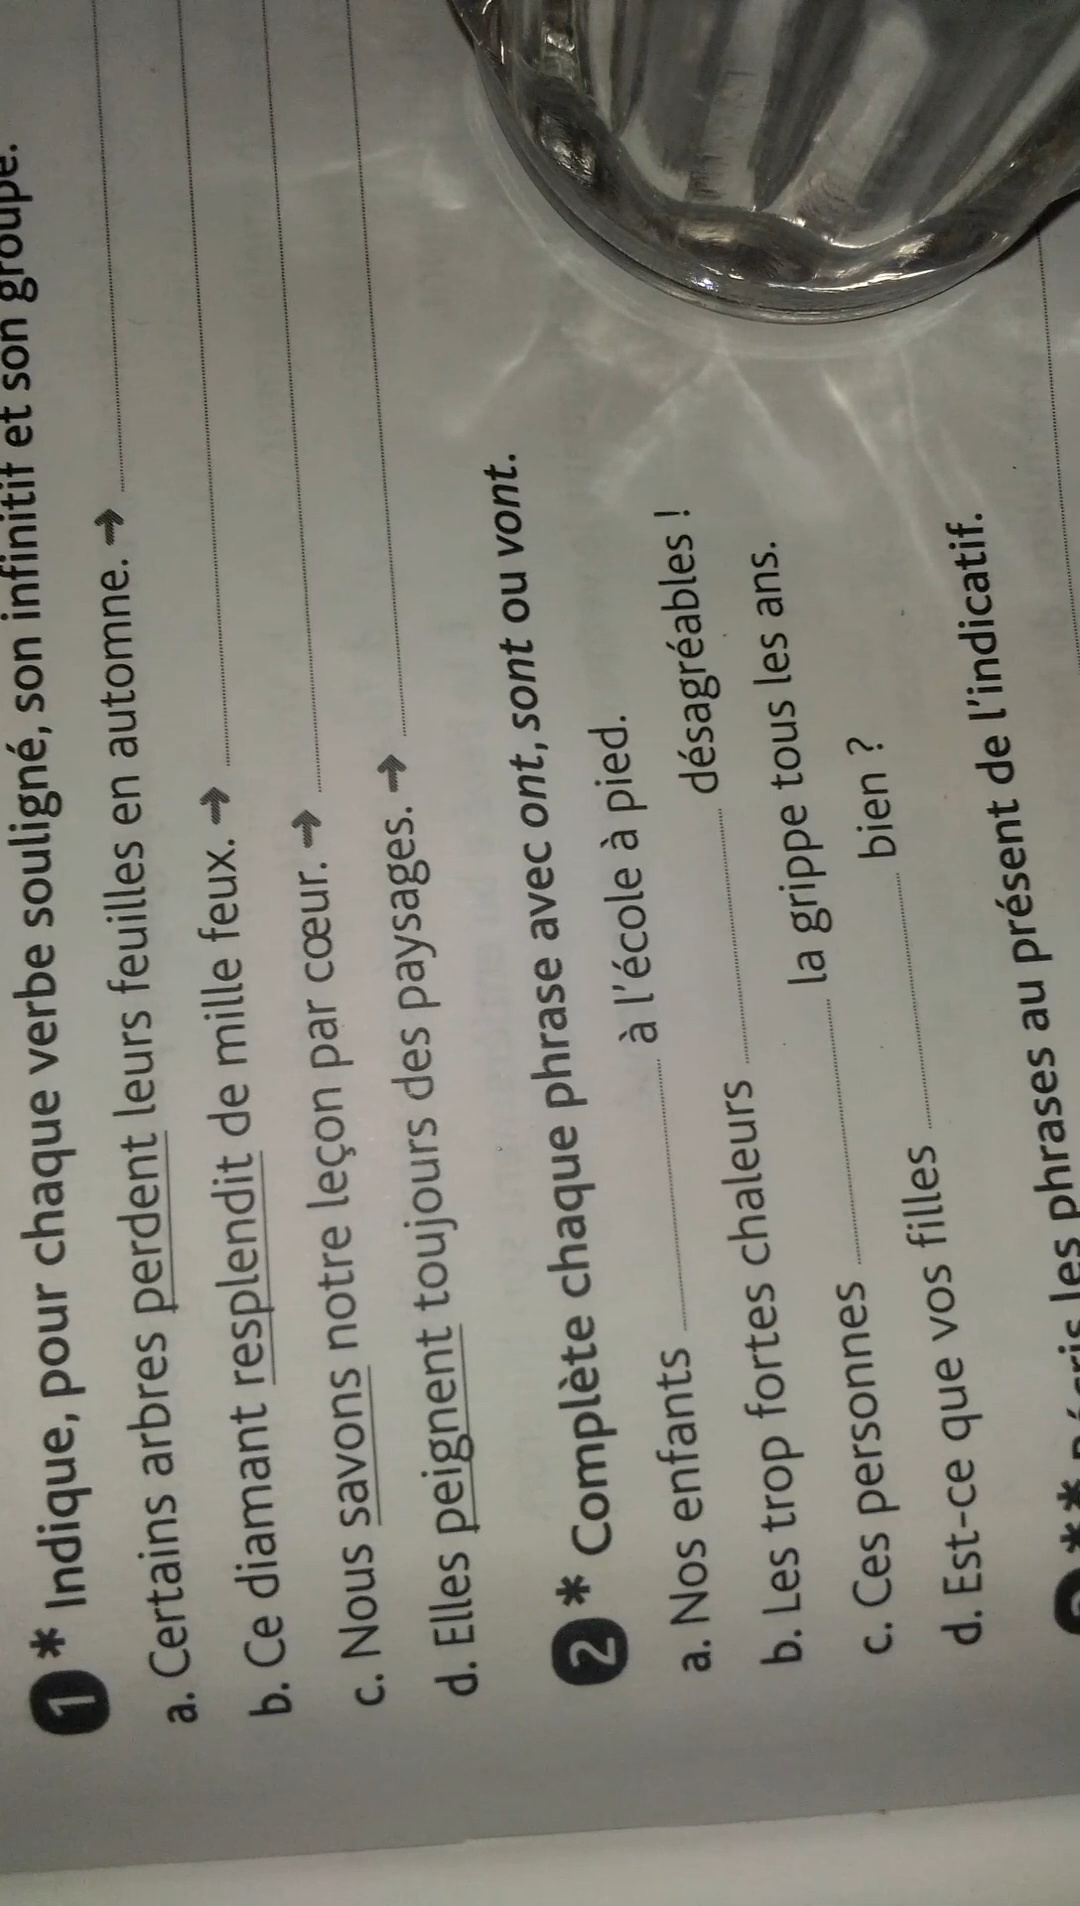 1 * Indique, pour chaque verbe souligné, son infinitif et son groupe.
a. Certains arbres perdent leurs feuilles en automne. ➔
b. Ce diamant resplendit de mille feux. ➔
c. Nous savons notre leçon par cœur. ➔
d. Elles peignent toujours des paysages. ➔
2 * Complète chaque phrase avec ont, sont ou vont.
a. Nos enfants à l'école à pied.
b. Les trop fortes chaleurs désagréables !
c. Ces personnes la grippe tous les ans.
d. Est-ce que vos filles bien ?
** les phrases au présent de l'indicatif.